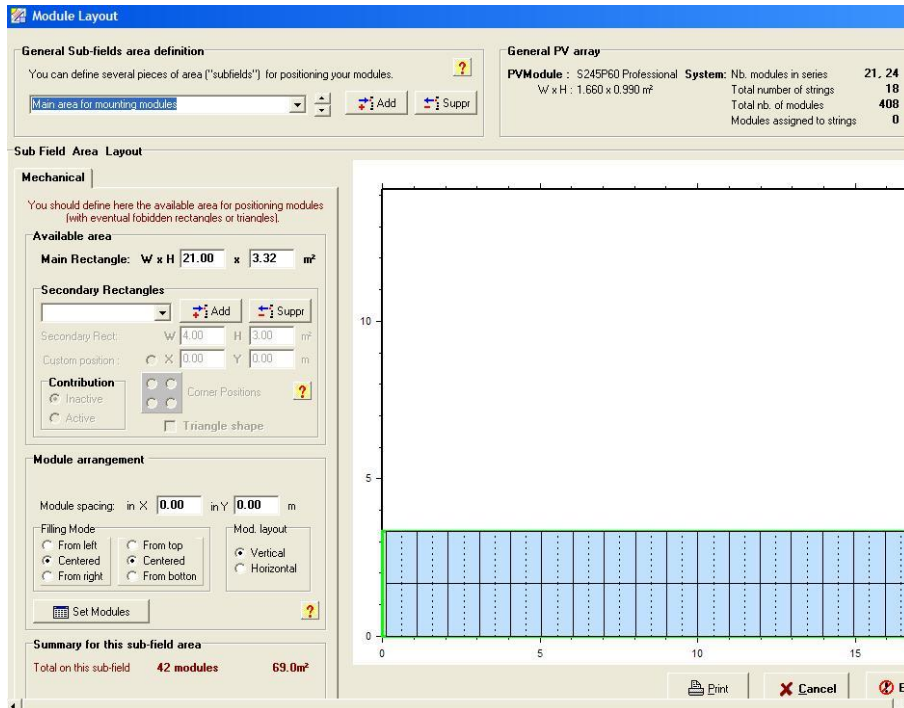 Module Layout
General Sub-fields area definition
You can define several pieces of area ("subfields") for positioning your modules.
?
Main area for mounting modules
Add
Suppr
General PV array
PVModule : S245P60 Professional System: Nb. modules in series 21, 24
W x H : 1.660 x 0.990 m² Total number of strings 18
Total nb. of modules 408
Modules assigned to strings 0
Sub Field Area Layout
Mechanical
You should define here the available area for positioning modules
(with eventual fobidden rectangles or triangles).
Available area
Main Rectangle: W x H 21.00 x 3.32 m²
Secondary Rectangles
Add
Suppr
Secondary Rect: W 4.00 H 3.00 m²
Custom position : X 0.00 Y 0.00 m
Contribution
Inactive
Active
Corner Positions
?
Triangle shape
Module arrangement
Module spacing: in X 0.00 in Y 0.00 m
Filling Mode
From left
Centered
From right
From top
Centered
From botton
Mod. layout
Vertical
Horizontal
Set Modules
?
Summary for this sub-field area
Total on this sub-field 42 modules 69.0m²
10
5
0
0 5 10 15
Print
Cancel
E